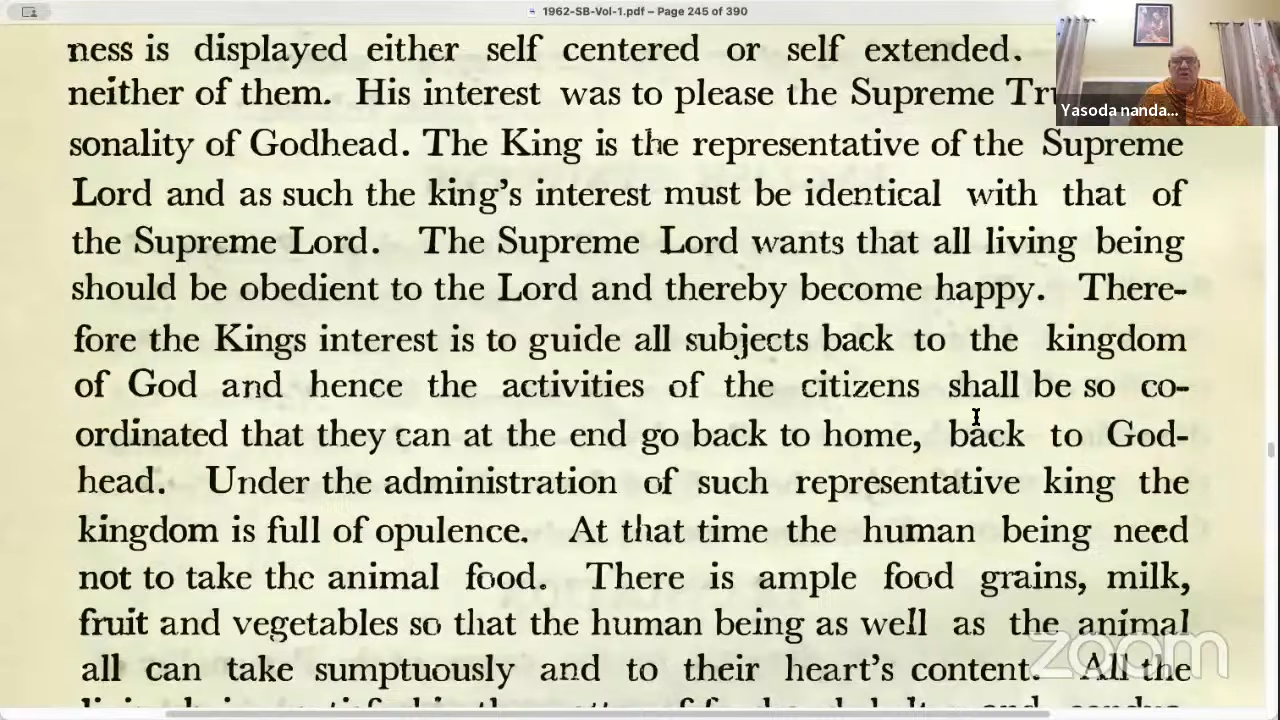 1962-SB-Vol-1.pdf – Page 245 of 390
ness is displayed either self centered or self extended.
neither of them. His interest was to please the Supreme
sonality of Godhead. The King is the representative of the Supreme
Lord and as such the king's interest must be identical with that of
the Supreme Lord. The Supreme Lord wants that all living being
should be obedient to the Lord and thereby become happy. There-
fore the Kings interest is to guide all subjects back to the kingdom
of God and hence the activities of the citizens shall be so co-
ordinated that they can at the end go back to home, back to God-
head. Under the administration of such representative king the
kingdom is full of opulence. At that time the human being need
not to take the animal food. There is ample food grains, milk,
fruit and vegetables so that the human being as well as the animal
all can take sumptuously and to their heart's content. All the
Yasoda nanda...
zoom